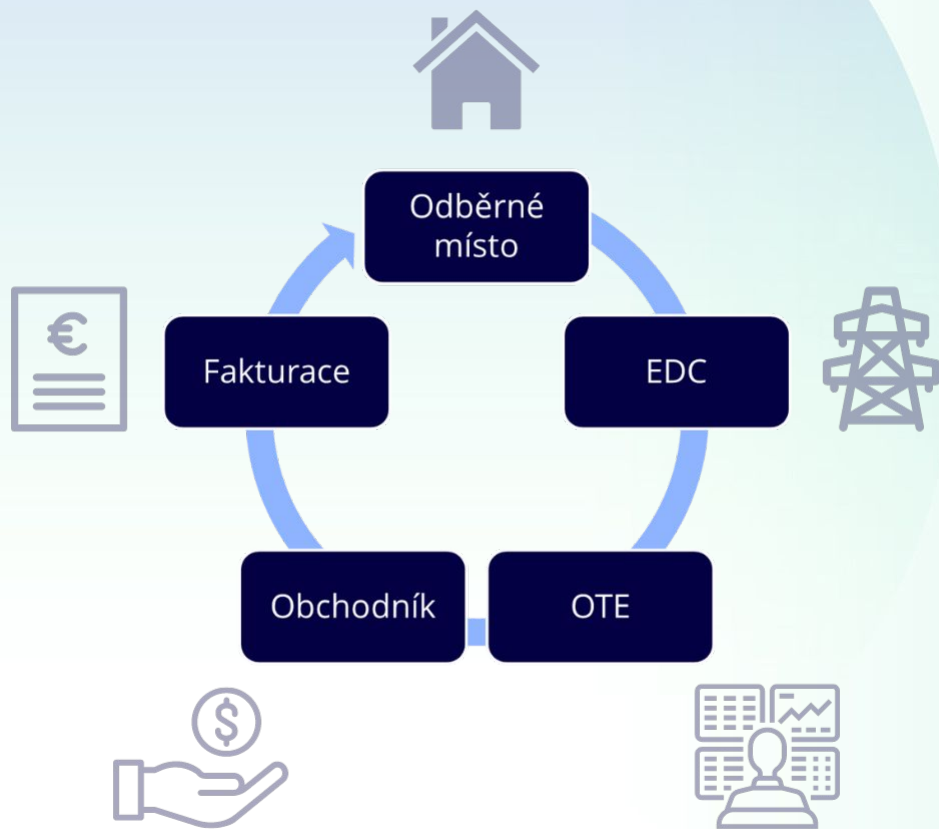 Odběrné
místo
Fakturace
€
EDC
Obchodník
OTE
$